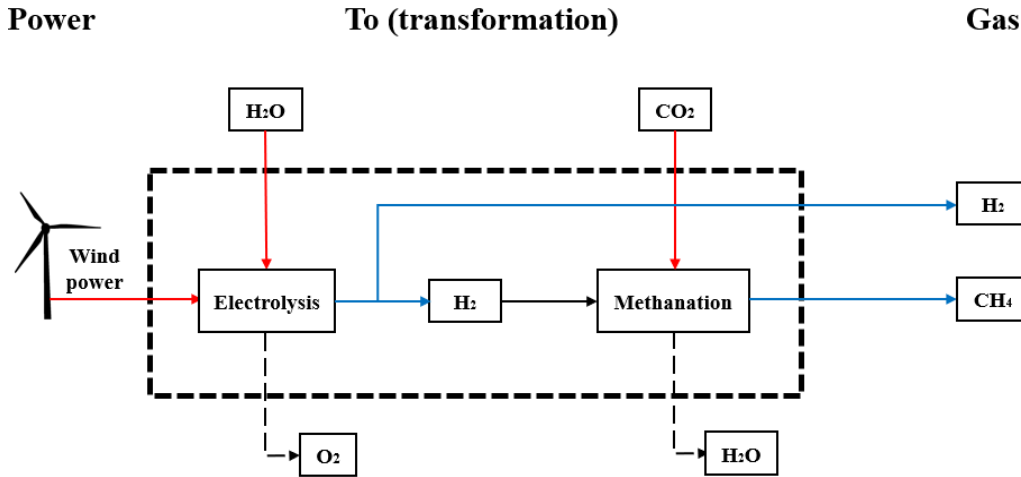 Power To (transformation) Gas
H₂O CO₂
H₂
Wind
power
Electrolysis H₂ Methanation CH₄
O₂ H₂O